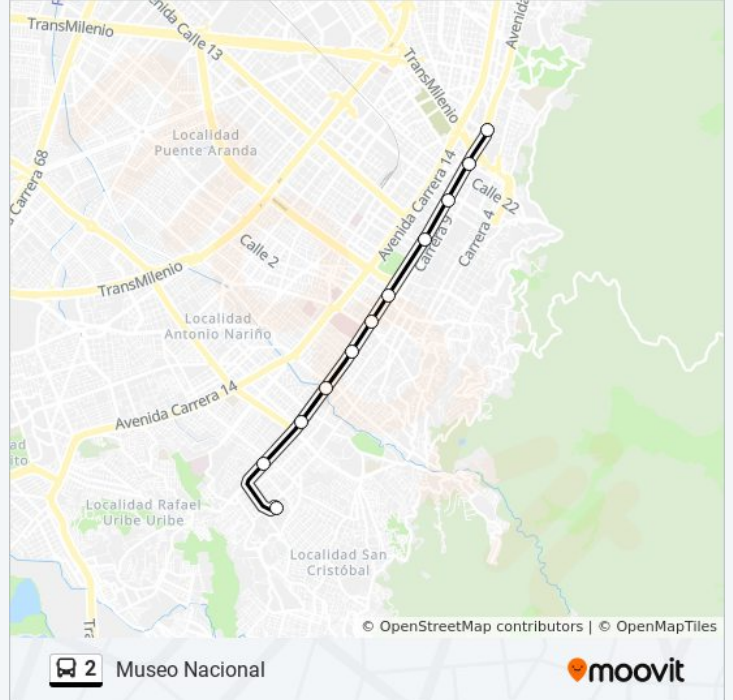 TransMilenio
Avenida Calle 13
Avenida
TransMilenio
Localidad
Puente Aranda
Avenida Carrera 14
Carrera 68
Calle 22
Carrera 9
Carrera 4
Calle 2
TransMilenio
Localidad
Antonio Nariño
Avenida Carrera 14
Localidad Rafael
Uribe Uribe
Localidad San
Cristóbal
© OpenStreetMap contributors | © OpenMapTiles
2 Museo Nacional
moovit